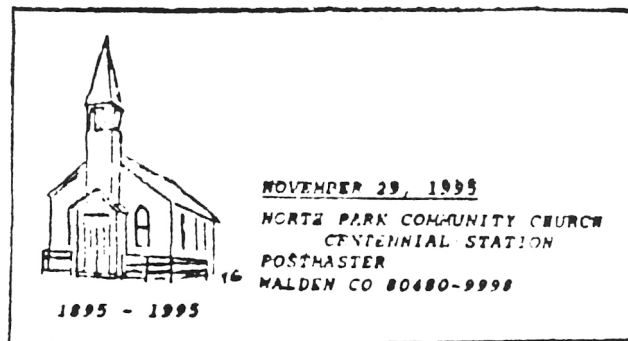 NOVEMBER 29, 1995
NORTH PARK COMMUNITY CHURCH
CENTENNIAL STATION
POSTMASTER
WALDEN CO 80480-9998
1895 - 1995